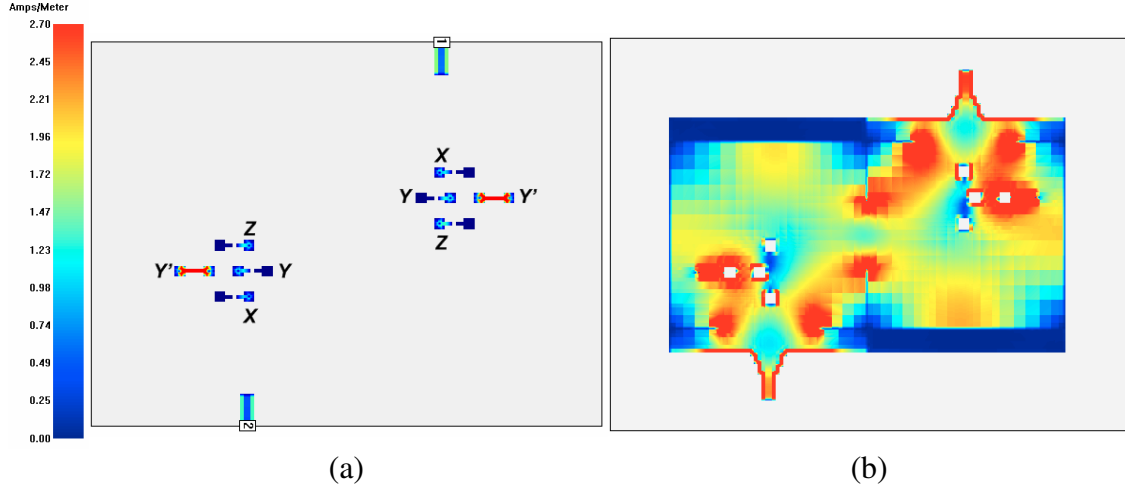 Amps/Meter
2.70
2.46
2.21
1.96
1.72
1.47
1.23
0.98
0.74
0.49
0.25
0.00
1
X
Y Y'
Z
Z
Y' Y
X
2
(a) (b)